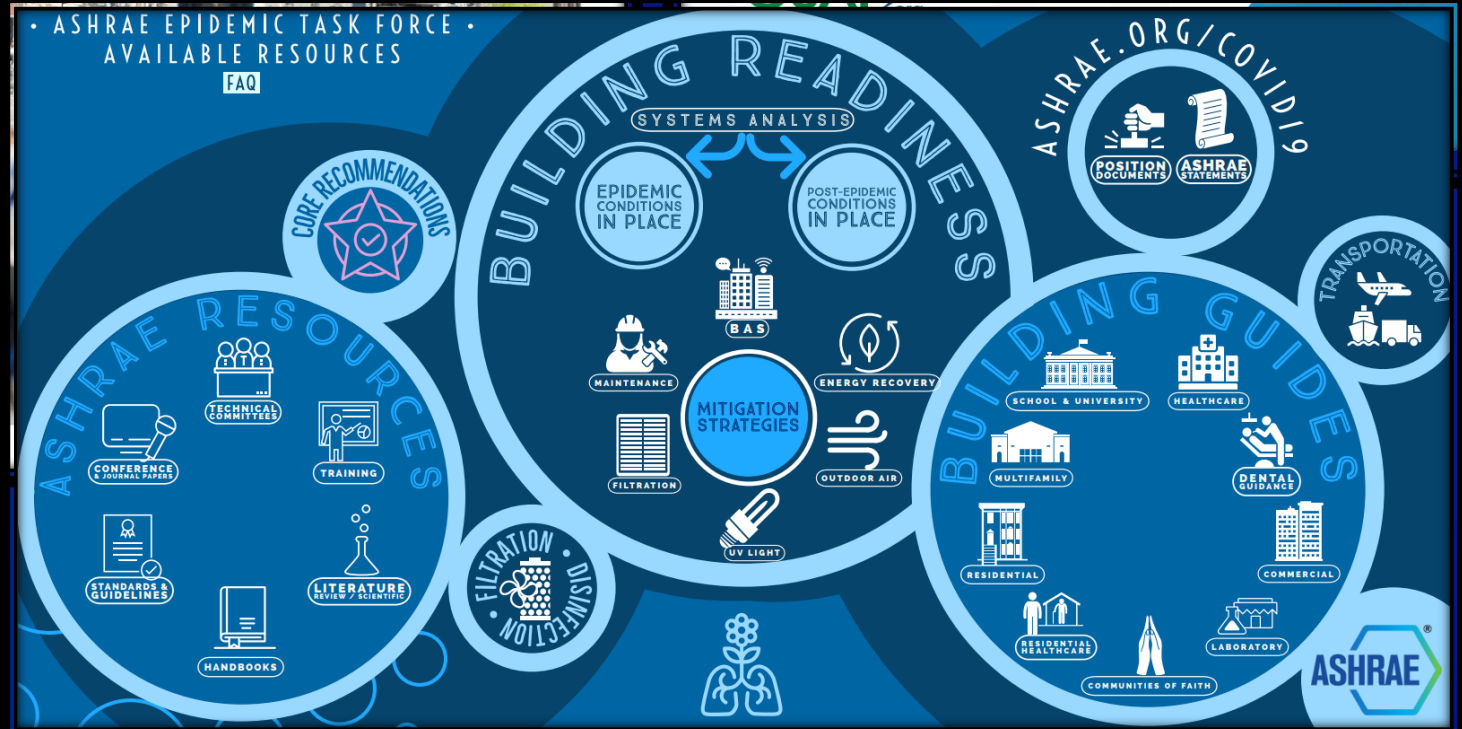 • ASHRAE EPIDEMIC TASK FORCE •
AVAILABLE RESOURCES
FAQ
CORE RECOMMENDATIONS
ASHRAE RESOURCES
TECHNICAL
COMMITTEES
CONFERENCE
& JOURNAL PAPERS
TRAINING
STANDARDS &
GUIDELINES
LITERATURE
REVIEW / SCIENTIFIC
HANDBOOKS
FILTRATION • DISINFECTION •
BUILDING READINESS
SYSTEMS ANALYSIS
EPIDEMIC
CONDITIONS
IN PLACE
POST-EPIDEMIC
CONDITIONS
IN PLACE
BAS
MAINTENANCE
ENERGY RECOVERY
MITIGATION
STRATEGIES
FILTRATION
OUTDOOR AIR
UV LIGHT
ASHRAE.ORG/COVID19
POSITION
DOCUMENTS
ASHRAE
STATEMENTS
TRANSPORTATION
BUILDING GUIDES
SCHOOL & UNIVERSITY
HEALTHCARE
MULTIFAMILY
DENTAL
GUIDANCE
RESIDENTIAL
COMMERCIAL
RESIDENTIAL
HEALTHCARE
LABORATORY
COMMUNITIES OF FAITH
ASHRAE®